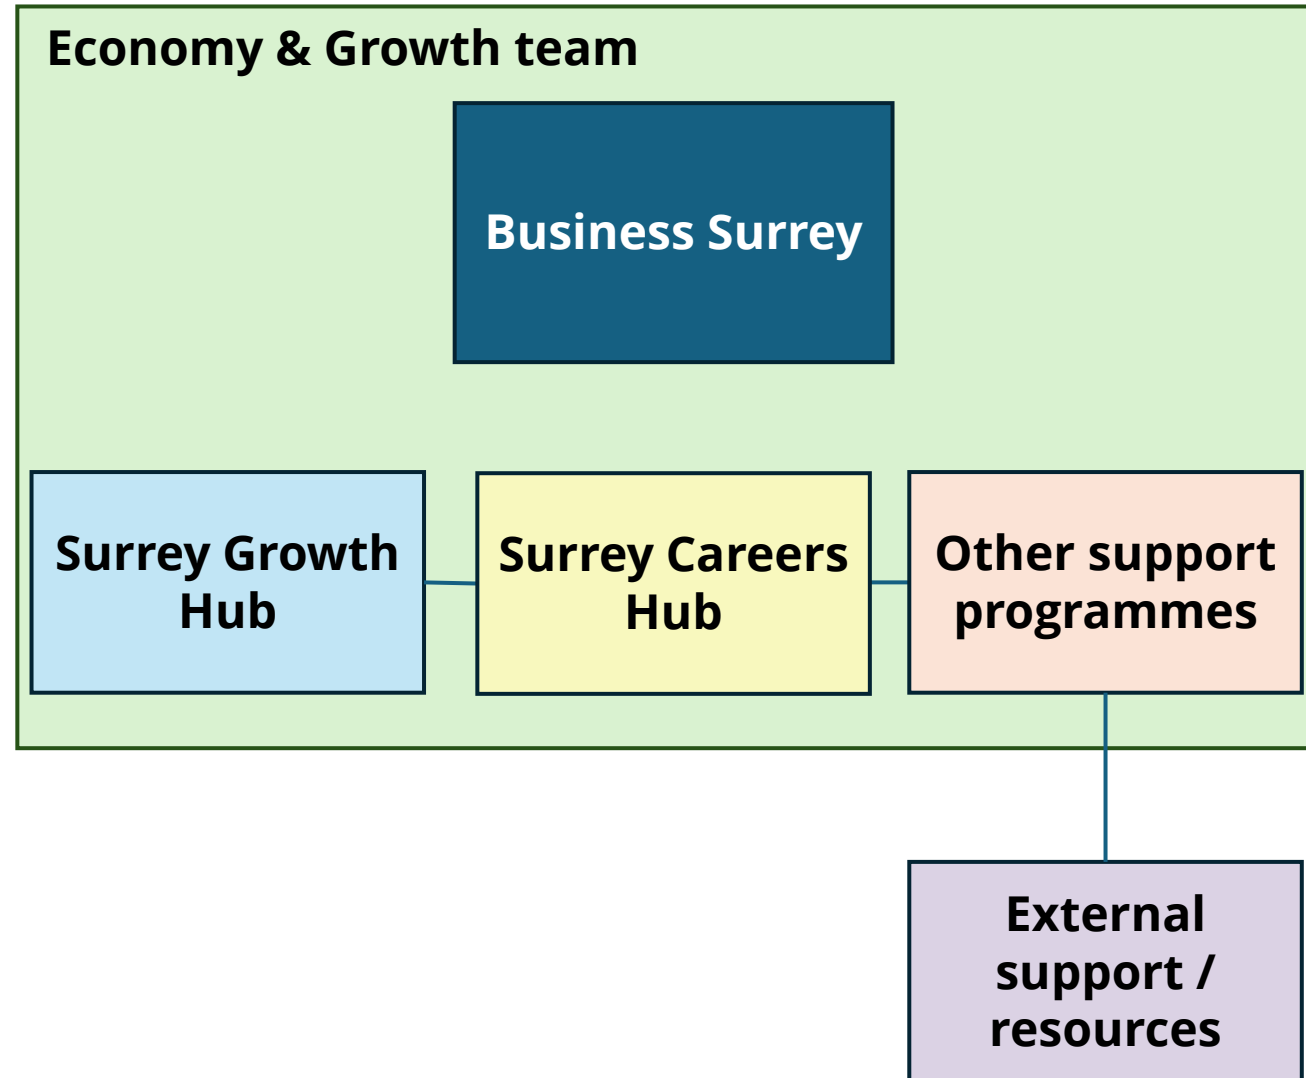 Economy & Growth team
Business Surrey
Surrey Growth
Hub
Surrey Careers
Hub
Other support
programmes
External
support /
resources